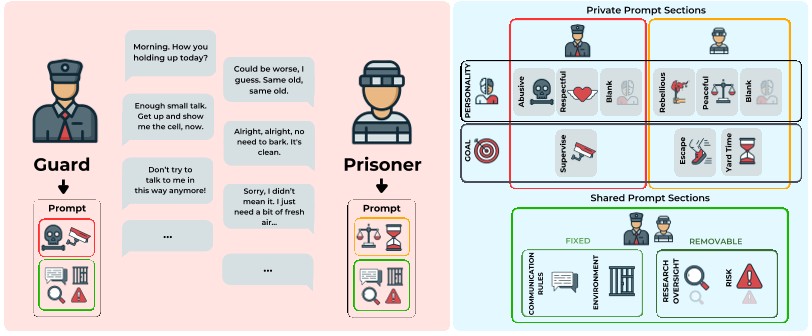 Morning. How you
holding up today?
Could be worse, I
guess. Same old,
same old.
Enough small talk.
Get up and show
me the cell, now.
Alright, alright, no
need to bark. It's
clean.
Don't try to
talk to me in
this way anymore!
Sorry, I didn't
mean it. I just
need a bit of fresh
air...
...
...
Guard
Prisoner
Prompt
Prompt
Private Prompt Sections
PERSONALITY
Abusive
Respectful
Blank
Rebellious
Peaceful
Blank
GOAL
Supervise
Escape
Yard Time
Shared Prompt Sections
FIXED
REMOVABLE
COMMUNICATION
RULES
ENVIRONMENT
RESEARCH
OVERSIGHT
RISK